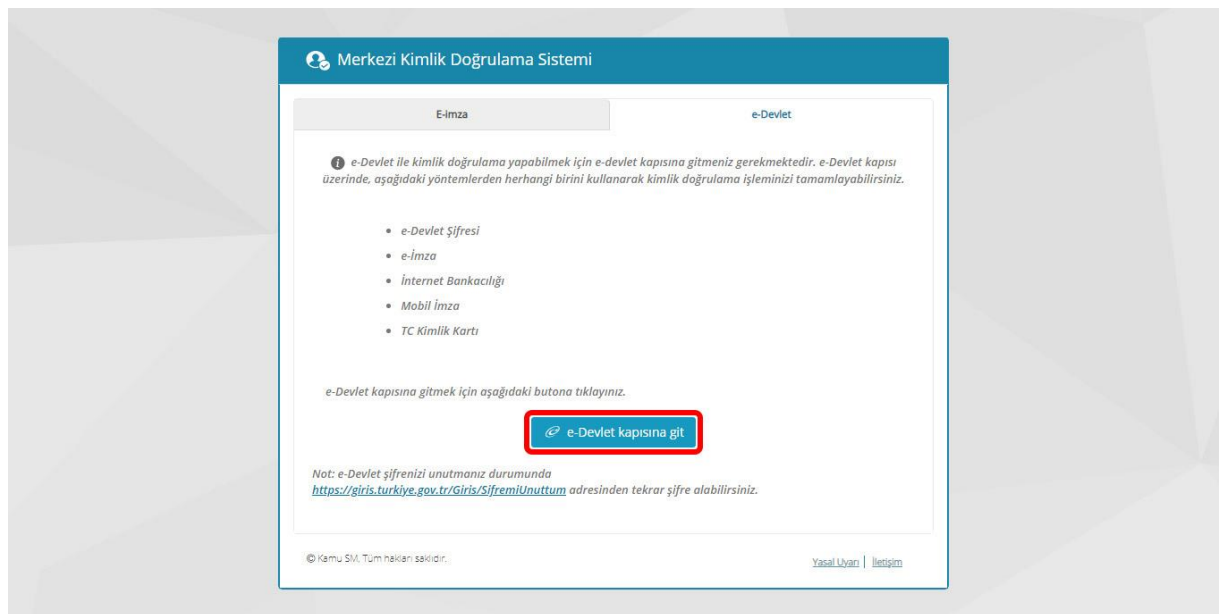 Merkezi Kimlik Doğrulama Sistemi
E-imza
e-Devlet
e-Devlet ile kimlik doğrulama yapabilmek için e-devlet kapısına gitmeniz gerekmektedir. e-Devlet kapısı
üzerinde, aşağıdaki yöntemlerden herhangi birini kullanarak kimlik doğrulama işleminizi tamamlayabilirsiniz.
• e-Devlet Şifresi
• e-İmza
• İnternet Bankacılığı
• Mobil İmza
• TC Kimlik Kartı
e-Devlet kapısına gitmek için aşağıdaki butona tıklayınız.
e-Devlet kapısına git
Not: e-Devlet şifrenizi unutmanız durumunda
https://giris.turkiye.gov.tr/Giris/SifremiUnuttum adresinden tekrar şifre alabilirsiniz.
© Kamu SM, Tüm hakları saklıdır.
Yasal Uyarı | İletişim